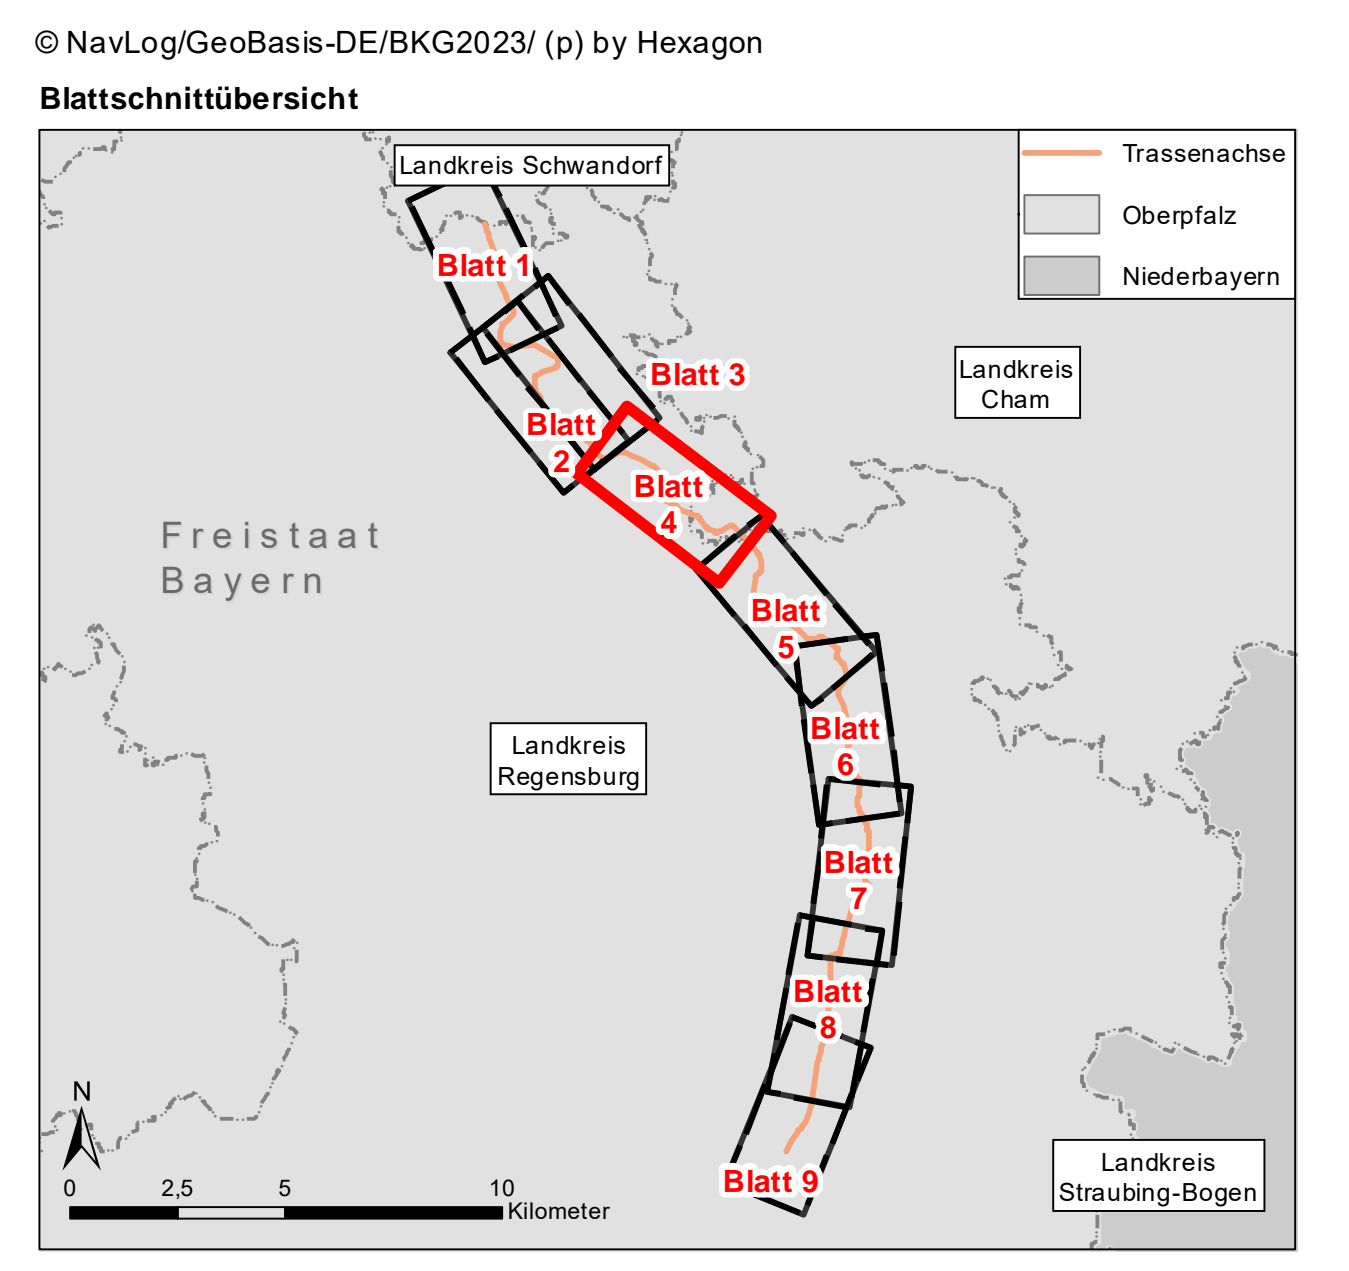 © NavLog/GeoBasis-DE/BKG2023/ (p) by Hexagon
Blattschnittübersicht
Landkreis Schwandorf
Trassenachse
Oberpfalz
Niederbayern
Blatt 1
Blatt 3
Landkreis
Cham
Blatt
2
Blatt
4
Freistaat
Bayern
Blatt
5
Blatt
6
Landkreis
Regensburg
Blatt
7
Blatt
8
Blatt 9
Landkreis
Straubing-Bogen
N
0 2,5 5 10
Kilometer